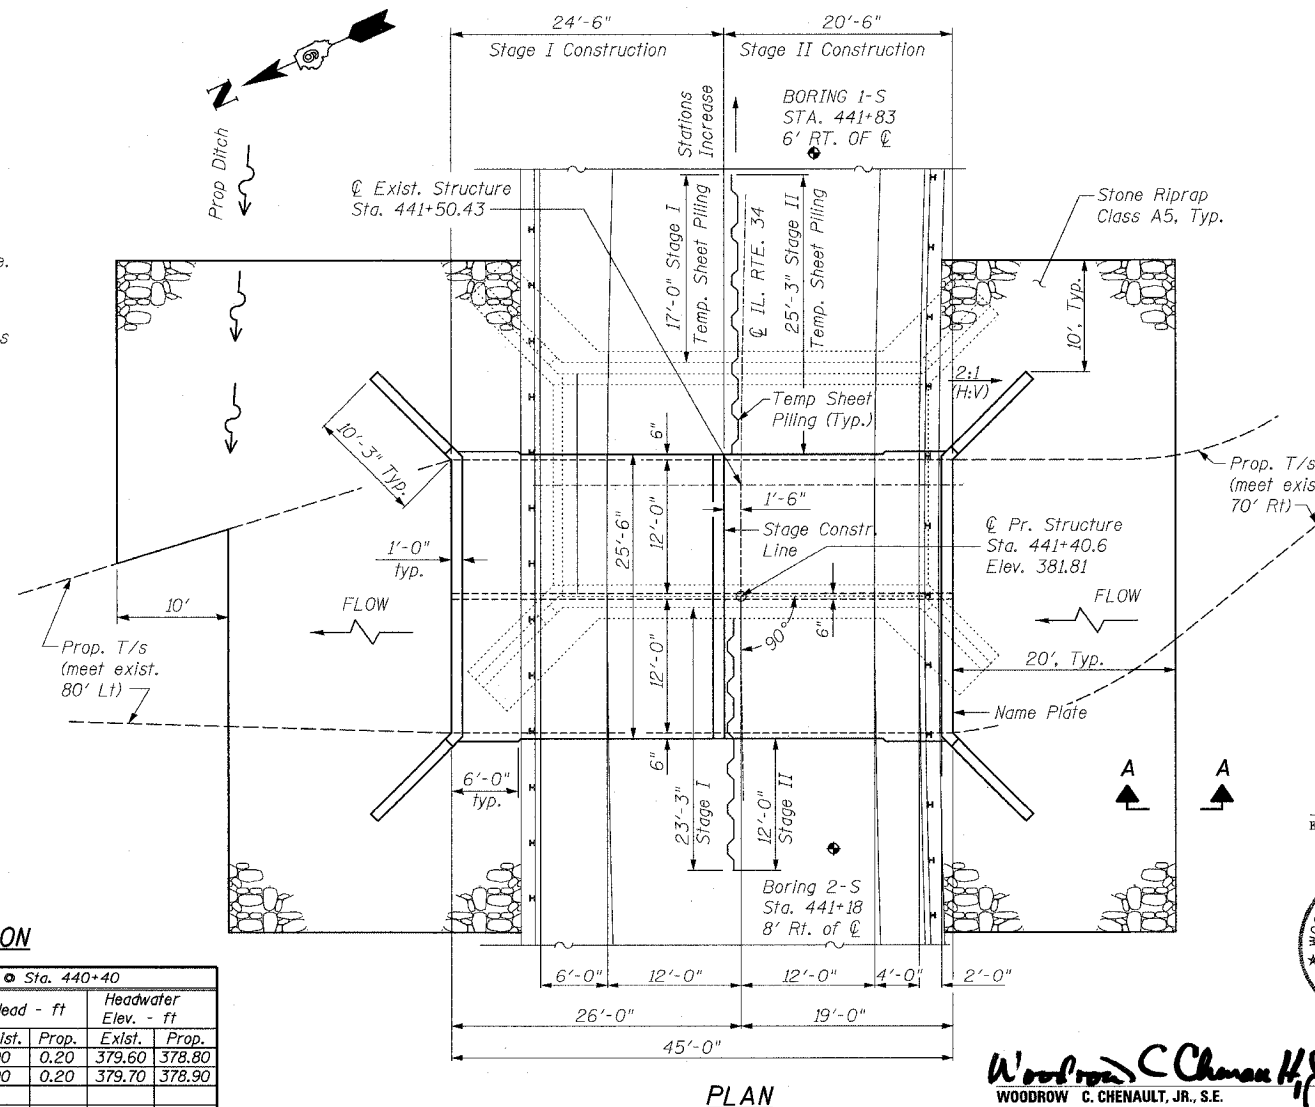 24'-6"
20'-6"
Stage I Construction
Stage II Construction
N
Prop Ditch
Stations
Increase
BORING 1-S
STA. 441+83
6' RT. OF ℄
℄ Exist. Structure
Sta. 441+50.43
17'-0" Stage I
Temp. Sheet Piling
℄ IL. RTE. 34
25'-3" Stage II
Temp. Sheet Piling
Stone Riprap
Class A5, Typ.
10', Typ.
2:1
(H:V)
Temp Sheet
Piling (Typ.)
10'-3" Typ.
6"
1'-6"
Stage Constr.
Line
25'-6"
12'-0"
1'-0"
typ.
℄ Pr. Structure
Sta. 441+40.6
Elev. 381.81
Prop. T/s
(meet exis
70' Rt)
10'
FLOW
FLOW
90°
6"
Prop. T/s
(meet exist.
80' Lt)
12'-0"
20', Typ.
Name Plate
6'-0"
typ.
6"
23'-3"
Stage I
12'-0"
Stage II
A
A
Boring 2-S
Sta. 441+18
8' Rt. of ℄
ON
@ Sta. 440+40
ead - ft
Headwater
Elev. - ft
ist. Prop. Exist. Prop.
0 0.20 379.60 378.80
0 0.20 379.70 378.90
6'-0"
12'-0"
12'-0"
4'-0"
2'-0"
26'-0"
19'-0"
45'-0"
PLAN
Woodrow C Chenault
WOODROW C. CHENAULT, JR., S.E.